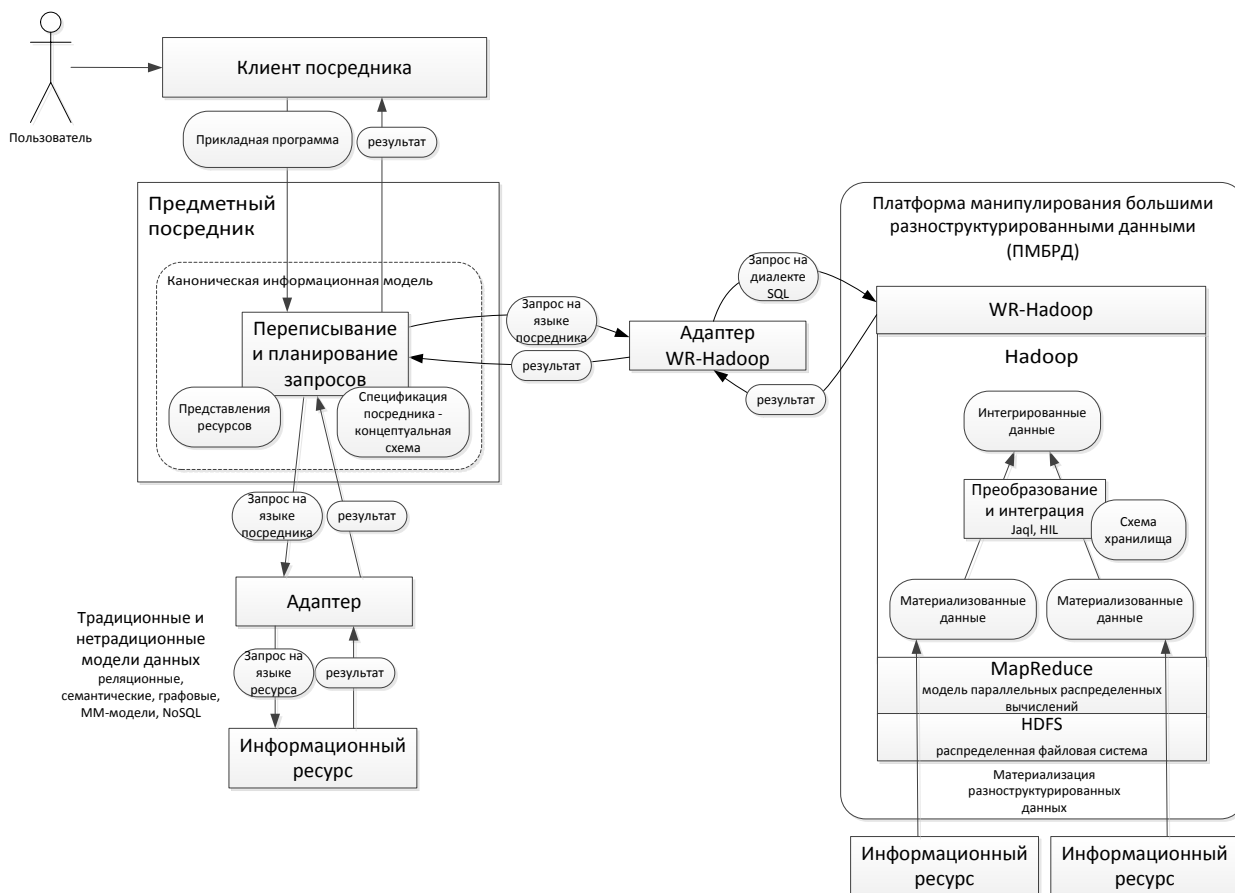 Пользователь
Клиент посредника
Прикладная программа
результат
Предметный
посредник
Каноническая информационная модель
Переписывание
и планирование
запросов
Представления
ресурсов
Спецификация
посредника -
концептуальная
схема
Запрос на
языке
посредника
результат
Адаптер
WR-Hadoop
Запрос на
диалекте
SQL
результат
Запрос на
языке
посредника
результат
Адаптер
Традиционные и
нетрадиционные
модели данных
реляционные,
семантические, графовые,
ММ-модели, NoSQL
Запрос на
языке
ресурса
результат
Информационный
ресурс
Платформа манипулирования большими
разноструктурированными данными
(ПМБРД)
WR-Hadoop
Hadoop
Интегрированные
данные
Преобразование
и интеграция
Jaql, HIL
Схема
хранилища
Материализованные
данные
Материализованные
данные
MapReduce
модель параллельных распределенных
вычислений
HDFS
распределенная файловая система
Материализация
разноструктурированных
данных
Информационный
ресурс
Информационный
ресурс